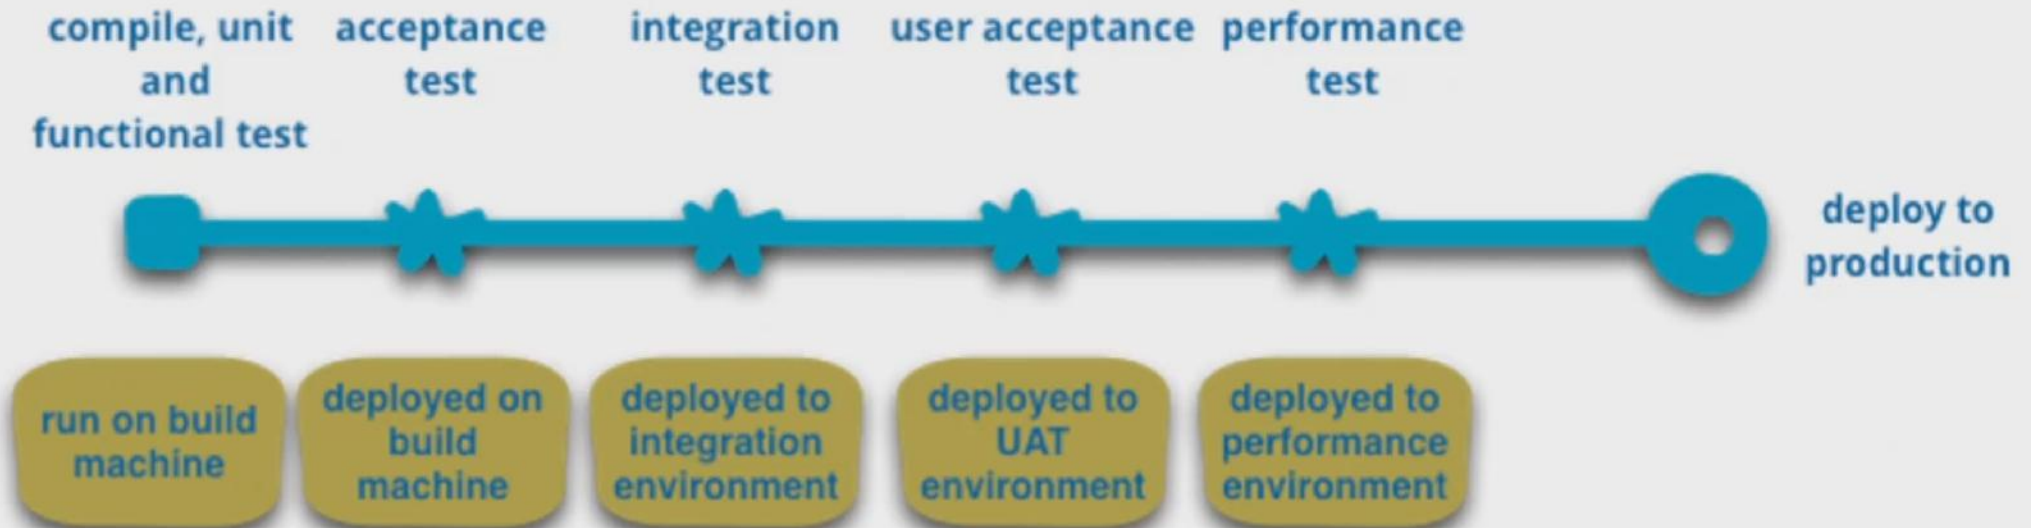 compile, unit
and
functional test
acceptance
test
integration
test
user acceptance
test
performance
test
deploy to
production
run on build
machine
deployed on
build
machine
deployed to
integration
environment
deployed to
UAT
environment
deployed to
performance
environment